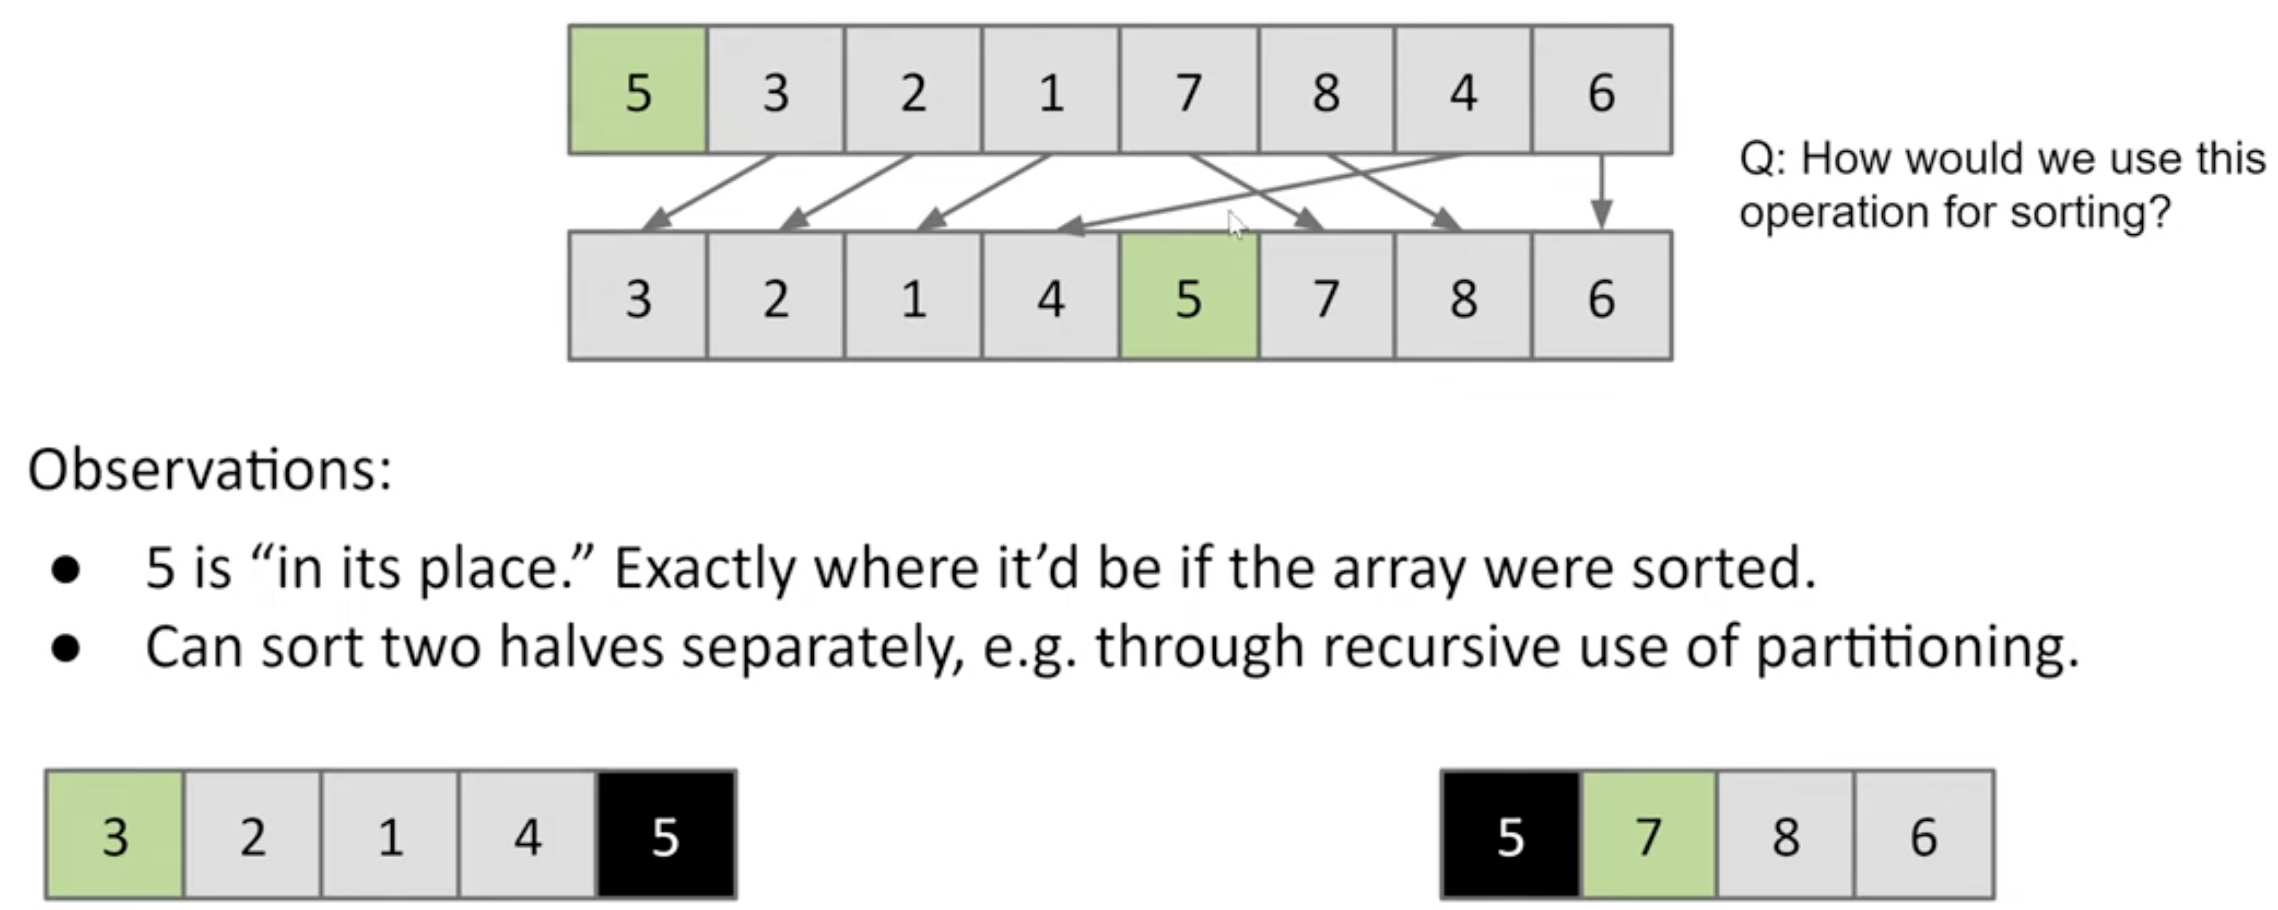 5 3 2 1 7 8 4 6
Q: How would we use this
operation for sorting?
3 2 1 4 5 7 8 6
Observations:
● 5 is “in its place.” Exactly where it’d be if the array were sorted.
● Can sort two halves separately, e.g. through recursive use of partitioning.
3 2 1 4 5
5 7 8 6